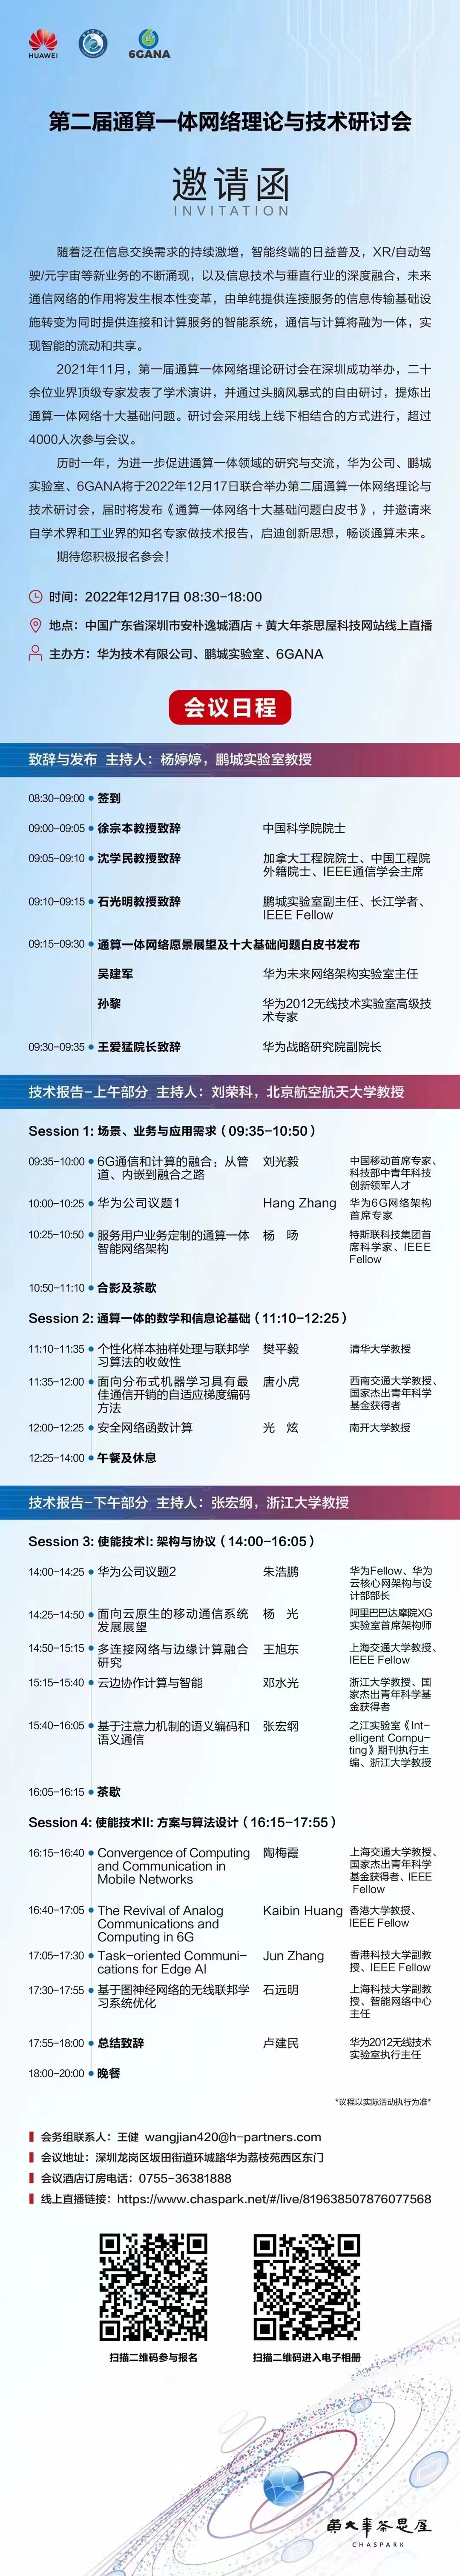 HUAWEI
6GANA
第二届通算一体网络理论与技术研讨会
邀请函
INVITATION
随着泛在信息交换需求的持续激增，智能终端的日益普及，XR/自动驾
驶/元宇宙等新业务的不断涌现，以及信息技术与垂直行业的深度融合，未来
通信网络的作用将发生根本性变革，由单纯提供连接服务的信息传输基础设
施转变为同时提供连接和计算服务的智能系统，通信与计算将融为一体，实
现智能的流动和共享。
2021年11月，第一届通算一体网络理论研讨会在深圳成功举办，二十
余位业界顶级专家发表了学术演讲，并通过头脑风暴式的自由研讨，提炼出
通算一体网络十大基础问题。研讨会采用线上线下相结合的方式进行，超过
4000人次参与会议。
历时一年，为进一步促进通算一体领域的研究与交流，华为公司、鹏城
实验室、6GANA将于2022年12月17日联合举办第二届通算一体网络理论与
技术研讨会，届时将发布《通算一体网络十大基础问题白皮书》，并邀请来
自学术界和工业界的知名专家做技术报告，启迪创新思想，畅谈通算未来。
期待您积极报名参会！
时间：2022年12月17日 08:30-18:00
地点：中国广东省深圳市安朴逸城酒店 + 黄大年茶思屋科技网站线上直播
主办方：华为技术有限公司、鹏城实验室、6GANA
会议日程
致辞与发布 主持人：杨婷婷，鹏城实验室教授
08:30-09:00 签到
09:00-09:05 徐宗本教授致辞 中国科学院院士
09:05-09:10 沈学民教授致辞 加拿大工程院院士、中国工程院
外籍院士、IEEE通信学会主席
09:10-09:15 石光明教授致辞 鹏城实验室副主任、长江学者、
IEEE Fellow
09:15-09:30 通算一体网络愿景展望及十大基础问题白皮书发布
吴建军 华为未来网络架构实验室主任
孙黎 华为2012无线技术实验室高级技
术专家
09:30-09:35 王爱猛院长致辞 华为战略研究院副院长
技术报告-上午部分 主持人：刘荣科，北京航空航天大学教授
Session 1: 场景、业务与应用需求（09:35-10:50）
09:35-10:00 6G通信和计算的融合：从管 刘光毅 中国移动首席专家、
道、内嵌到融合之路 科技部中青年科技
创新领军人才
10:00-10:25 华为公司议题1 Hang Zhang 华为6G网络架构
首席专家
10:25-10:50 服务用户业务定制的通算一体 杨 旸 特斯联科技集团首
智能网络架构 席科学家、IEEE
Fellow
10:50-11:10 合影及茶歇
Session 2: 通算一体的数学和信息论基础（11:10-12:25）
11:10-11:35 个性化样本抽样处理与联邦学 樊平毅 清华大学教授
习算法的收敛性
11:35-12:00 面向分布式机器学习具有最 唐小虎 西南交通大学教授、
佳通信开销的自适应梯度编码 国家杰出青年科学
方法 基金获得者
12:00-12:25 安全网络函数计算 光 炫 南开大学教授
12:25-14:00 午餐及休息
技术报告-下午部分 主持人：张宏纲，浙江大学教授
Session 3: 使能技术I: 架构与协议（14:00-16:05）
14:00-14:25 华为公司议题2 朱浩鹏 华为Fellow、华为
云核心网架构与设
计部部长
14:25-14:50 面向云原生的移动通信系统 杨 光 阿里巴巴达摩院XG
发展展望 实验室首席架构师
14:50-15:15 多连接网络与边缘计算融合 王旭东 上海交通大学教授、
研究 IEEE Fellow
15:15-15:40 云边协作计算与智能 邓水光 浙江大学教授、国
家杰出青年科学基
金获得者
15:40-16:05 基于注意力机制的语义编码和 张宏纲 之江实验室《Int-
语义通信 elligent Compu-
ting》期刊执行主
编、浙江大学教授
16:05-16:15 茶歇
Session 4: 使能技术II: 方案与算法设计（16:15-17:55）
16:15-16:40 Convergence of Computing 陶梅霞 上海交通大学教授、
and Communication in 国家杰出青年科学
Mobile Networks 基金获得者、IEEE
Fellow
16:40-17:05 The Revival of Analog Kaibin Huang 香港大学教授、
Communications and IEEE Fellow
Computing in 6G
17:05-17:30 Task-oriented Communi- Jun Zhang 香港科技大学副教
cations for Edge AI 授、IEEE Fellow
17:30-17:55 基于图神经网络的无线联邦学 石远明 上海科技大学副教
习系统优化 授、智能网络中心
主任
17:55-18:00 总结致辞 卢建民 华为2012无线技术
实验室执行主任
18:00-20:00 晚餐
*议程以实际活动执行为准*
会务组联系人：王健 wangjian420@h-partners.com
会议地址：深圳龙岗区坂田街道环城路华为荔枝苑西区东门
会议酒店订房电话：0755-36381888
线上直播链接：https://www.chaspark.net/#/live/819638507876077568
扫描二维码参与报名 扫描二维码进入电子相册
黄大年茶思屋
CHASPARK